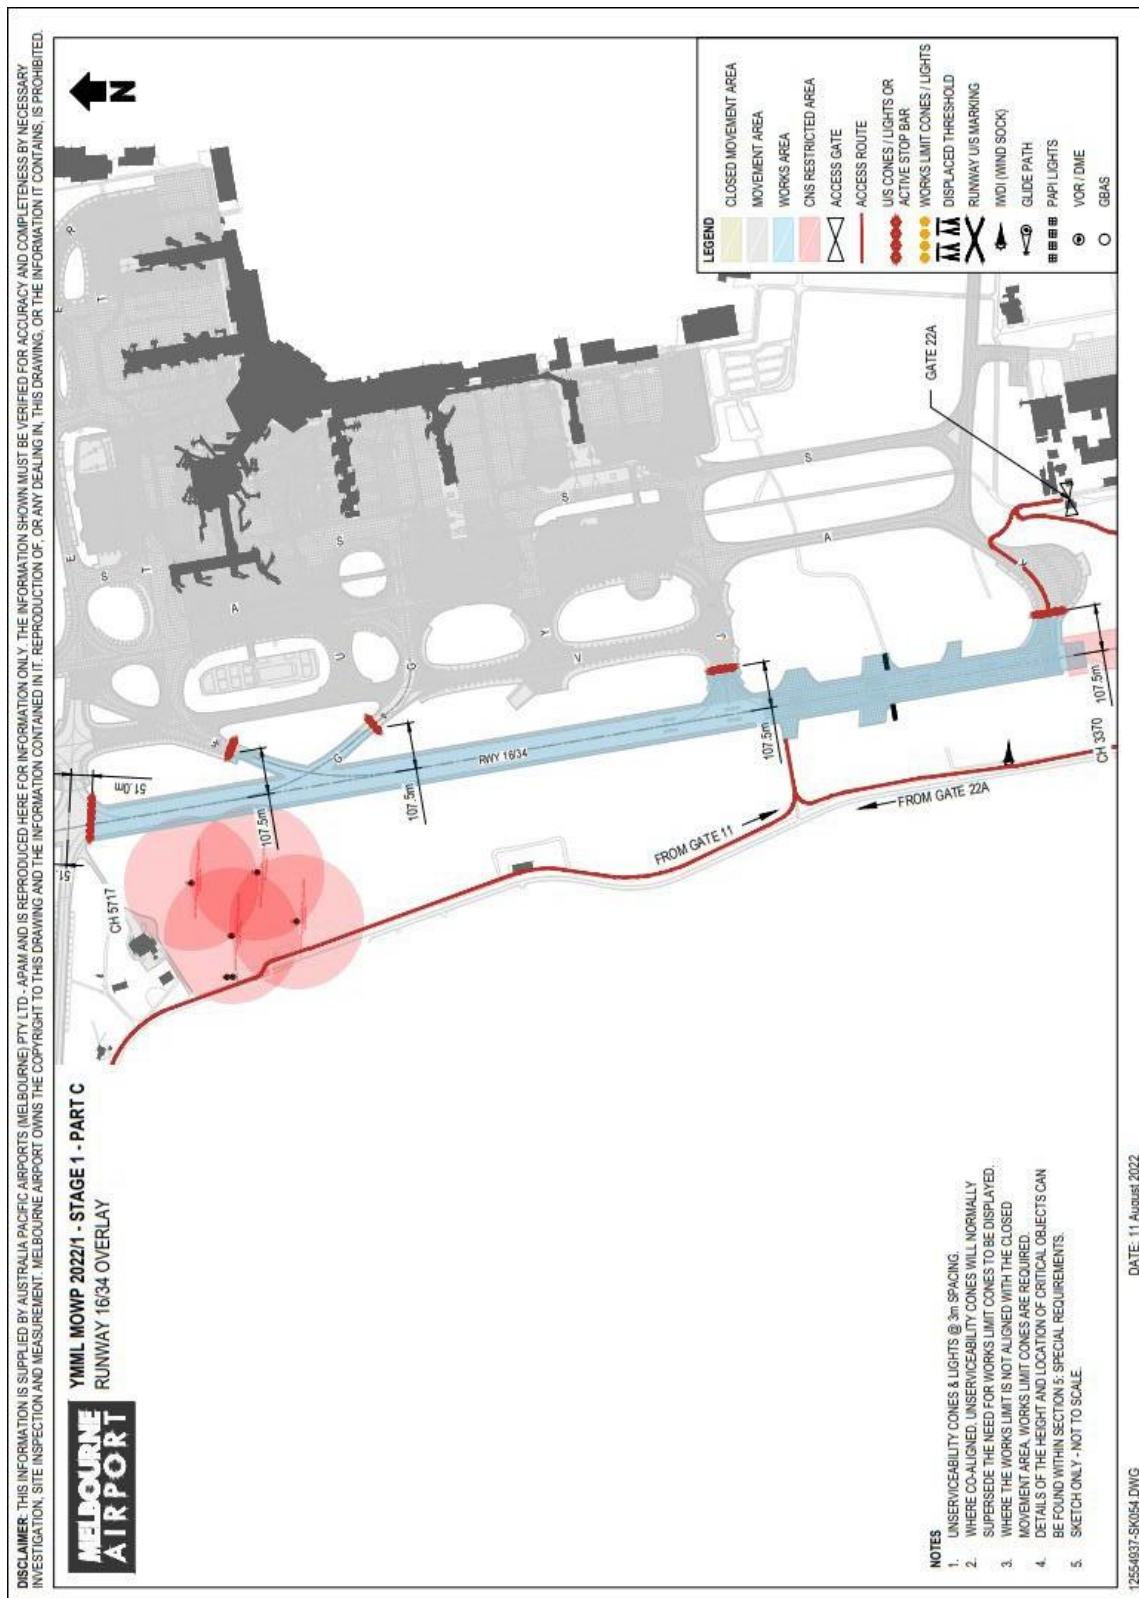 DISCLAIMER: THIS INFORMATION IS SUPPLIED BY AUSTRALIA PACIFIC AIRPORTS (MELBOURNE) PTY LTD - APAM AND IS REPRODUCED HERE FOR INFORMATION ONLY. THE INFORMATION SHOWN MUST BE VERIFIED FOR ACCURACY AND COMPLETENESS BY NECESSARY
INVESTIGATION, SITE INSPECTION AND MEASUREMENT. MELBOURNE AIRPORT OWNS THE COPYRIGHT TO THIS DRAWING AND THE INFORMATION CONTAINED IN IT. REPRODUCTION OF, OR ANY DEALING IN, THIS DRAWING, OR THE INFORMATION IT CONTAINS, IS PROHIBITED.
MELBOURNE
AIRPORT
YMML MOWP 2022/1 - STAGE 1 - PART C
RUNWAY 16/34 OVERLAY
N
CH 5717
51.
51.0m
107.5m
107.5m
107.5m
107.5m
RWY 16/34
FROM GATE 11
FROM GATE 22A
GATE 22A
CH 3370
E
S
T
A
U
S
G
G
Y
V
S
J
A
S
E
T
E
R
LEGEND
CLOSED MOVEMENT AREA
MOVEMENT AREA
WORKS AREA
CNS RESTRICTED AREA
ACCESS GATE
ACCESS ROUTE
U/S CONES / LIGHTS OR
ACTIVE STOP BAR
WORKS LIMIT CONES / LIGHTS
DISPLACED THRESHOLD
RUNWAY U/S MARKING
IWDI (WIND SOCK)
GLIDE PATH
PAPI LIGHTS
VOR / DME
GBAS
NOTES
1. UNSERVICEABILITY CONES & LIGHTS @ 3m SPACING.
2. WHERE CO-ALIGNED, UNSERVICEABILITY CONES WILL NORMALLY
SUPERSEDE THE NEED FOR WORKS LIMIT CONES TO BE DISPLAYED.
3. WHERE THE WORKS LIMIT IS NOT ALIGNED WITH THE CLOSED
MOVEMENT AREA, WORKS LIMIT CONES ARE REQUIRED.
4. DETAILS OF THE HEIGHT AND LOCATION OF CRITICAL OBJECTS CAN
BE FOUND WITHIN SECTION 5: SPECIAL REQUIREMENTS.
5. SKETCH ONLY - NOT TO SCALE.
12554937-SK054.DWG
DATE: 11 August 2022